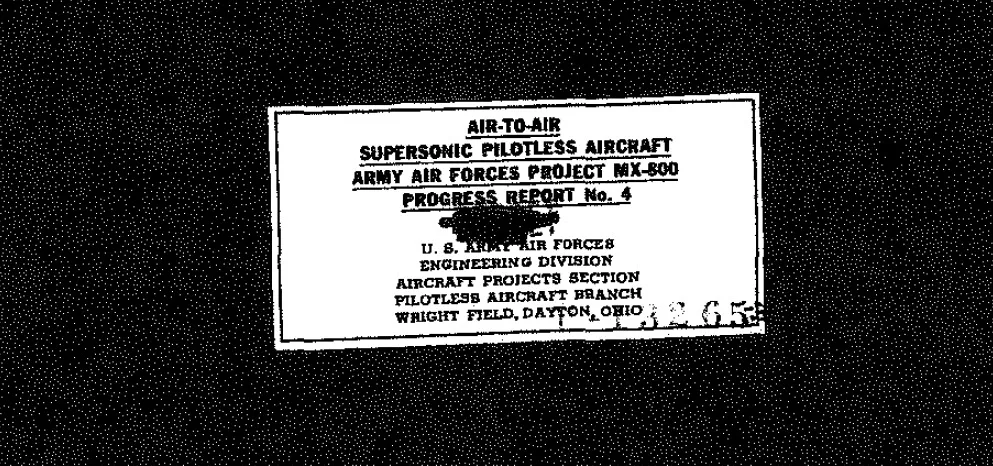 AIR-TO-AIR
SUPERSONIC PILOTLESS AIRCRAFT
ARMY AIR FORCES PROJECT MX-800
PROGRESS REPORT No. 4
U. S. ARMY AIR FORCES
ENGINEERING DIVISION
AIRCRAFT PROJECTS SECTION
PILOTLESS AIRCRAFT BRANCH
WRIGHT FIELD, DAYTON, OHIO